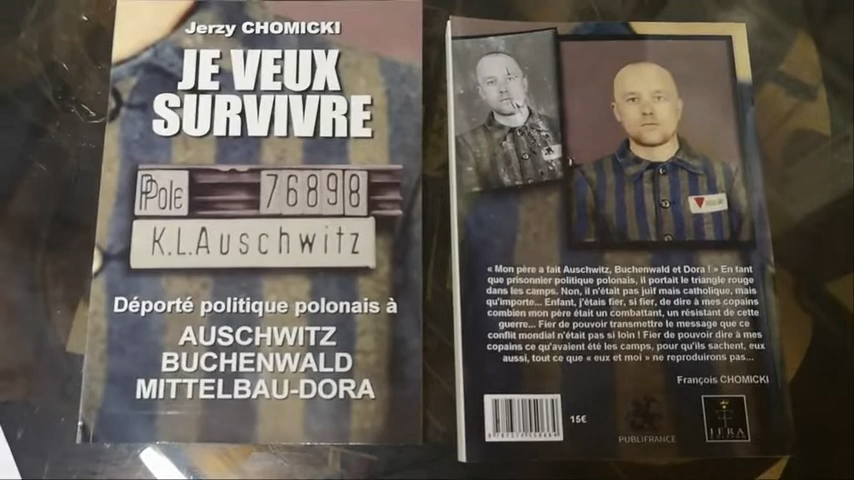 Jerzy CHOMICKI
JE VEUX
SURVIVRE
PPole 76898
K.L.Auschwitz
Déporté politique polonais à
AUSCHWITZ
BUCHENWALD
MITTELBAU-DORA
« Mon père a fait Auschwitz, Buchenwald et Dora ! » En tant
que prisonnier politique polonais, il portait le triangle rouge
dans les camps. Non, il n'était pas juif mais catholique, mais
qu'importe... Enfant, j'étais fier, si fier, de dire à mes copains
combien mon père était un combattant, un résistant de cette
guerre... Fier de pouvoir transmettre le message que ce
conflit mondial n'était pas si loin ! Fier de pouvoir dire à mes
copains ce qu'avaient été les camps, pour qu'ils sachent, eux
aussi, tout ce que « eux et moi » ne reproduirons pas...
François CHOMICKI
15€
PUBLIFRANCE